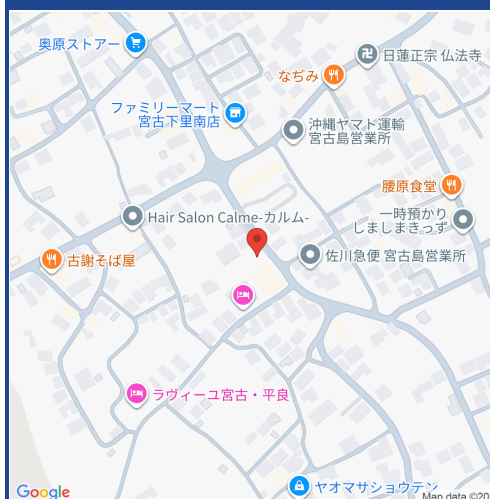 奥原ストアー
日蓮正宗 仏法寺
なぢみ
ファミリーマート
宮古下里南店
沖縄ヤマト運輸
宮古島営業所
腰原食堂
一時預かり
しましまきっず
Hair Salon Calme-カルム-
佐川急便 宮古島営業所
古謝そば屋
ラヴィーユ宮古・平良
ヤオマサショウテン
Google
Map data ©20